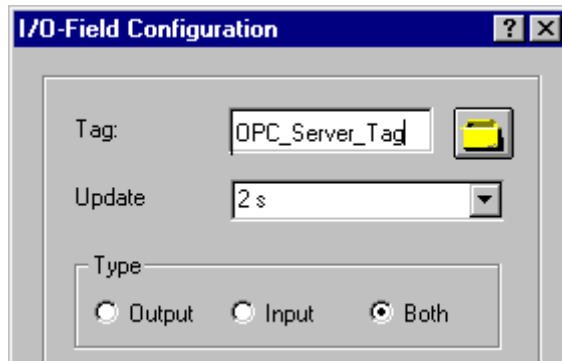 I/O-Field Configuration
Tag: OPC_Server_Tag
Update 2 s
Type
Output Input Both